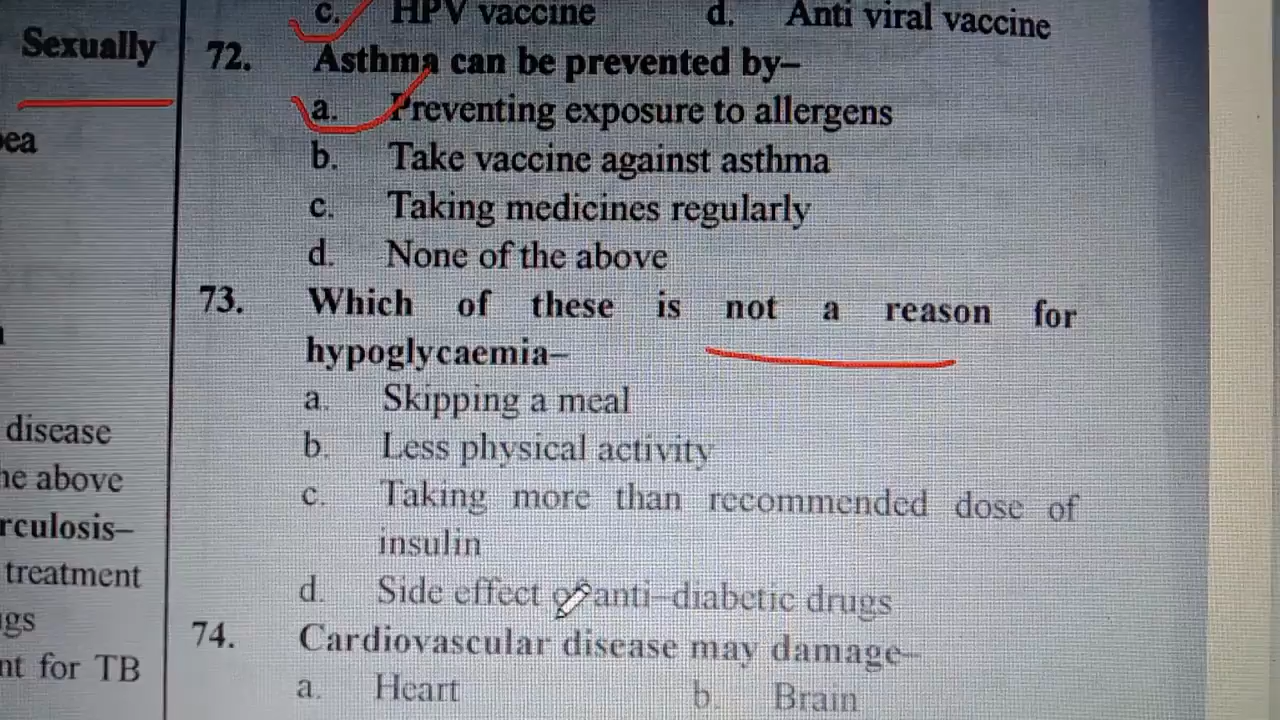 Sexually
ea
disease
he above
rculosis–
treatment
gs
nt for TB
c. HPV vaccine d. Anti viral vaccine
72. Asthma can be prevented by–
a. Preventing exposure to allergens
b. Take vaccine against asthma
c. Taking medicines regularly
d. None of the above
73. Which of these is not a reason for
hypoglycaemia–
a. Skipping a meal
b. Less physical activity
c. Taking more than recommended dose of
insulin
d. Side effect of anti–diabetic drugs
74. Cardiovascular disease may damage–
a. Heart b. Brain